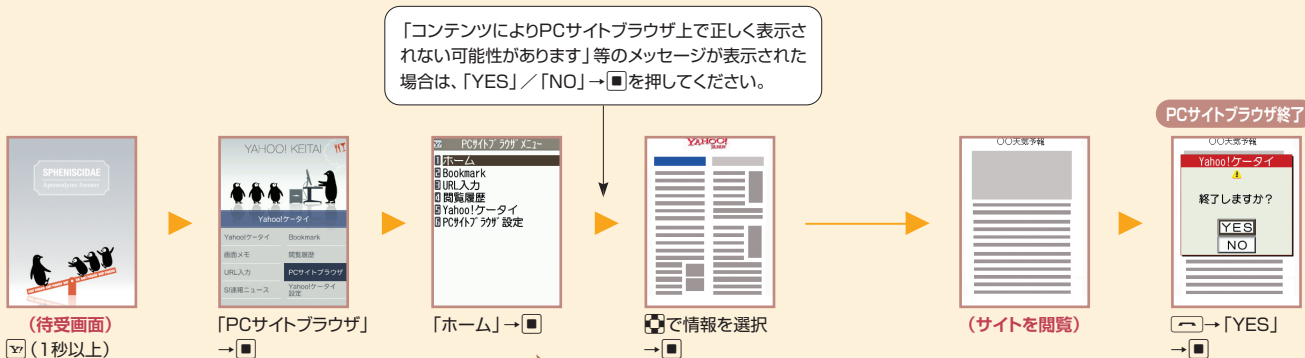 「コンテンツによりPCサイトブラウザ上で正しく表示さ
れない可能性があります」等のメッセージが表示された
場合は、「YES」／「NO」→■を押してください。
PCサイトブラウザ終了
SPHENISCIDAE
YAHOO! KEITAI
Yahoo!ケータイ
Yahoo!ケータイ Bookmark
画面メモ 閲覧履歴
URL入力 PCサイトブラウザ
S!速報ニュース Yahoo!ケータイ
設定
PCサイトブラウザメニュー
1ホーム
2Bookmark
3URL入力
4閲覧履歴
5Yahoo!ケータイ
6PCサイトブラウザ設定
YAHOO!
JAPAN
○○天気予報
○○天気予報
Yahoo!ケータイ
終了しますか？
YES
NO
（待受画面）
Y!（1秒以上）
「PCサイトブラウザ」
→■
「ホーム」→■
で情報を選択
→■
（サイトを閲覧）
→「YES」
→■